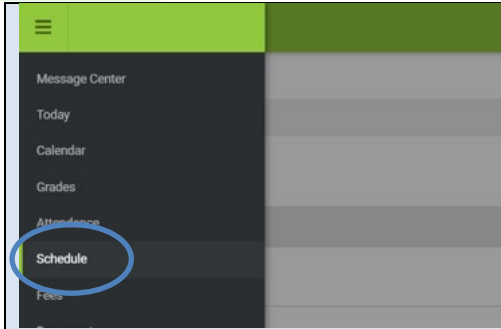 Message Center
Today
Calendar
Grades
Attendance
Schedule
Fees